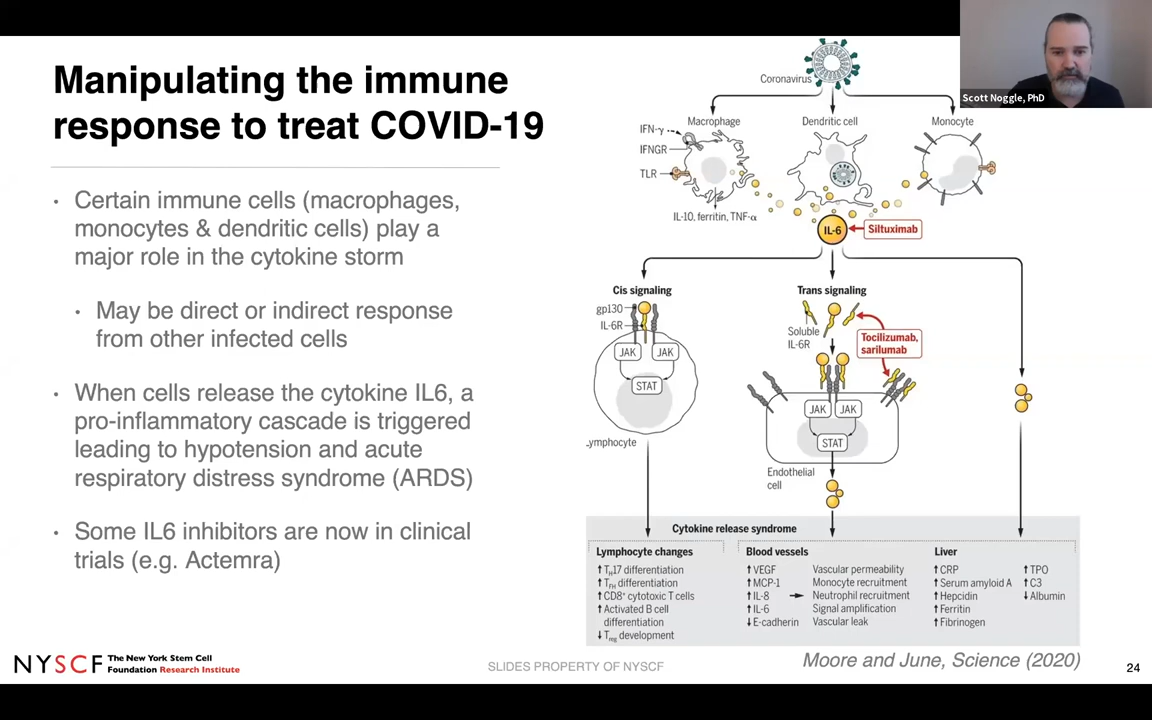 Manipulating the immune
response to treat COVID-19
· Certain immune cells (macrophages,
monocytes & dendritic cells) play a
major role in the cytokine storm
· May be direct or indirect response
from other infected cells
· When cells release the cytokine IL6, a
pro-inflammatory cascade is triggered
leading to hypotension and acute
respiratory distress syndrome (ARDS)
· Some IL6 inhibitors are now in clinical
trials (e.g. Actemra)
Scott Noggle, PhD
Coronavirus
Macrophage
Dendritic cell
Monocyte
IFN-γ
IFNGR
TLR
IL-10, ferritin, TNF-α
IL-6
Siltuximab
Cis signaling
gp130
IL-6R
JAK JAK
STAT
Lymphocyte
Trans signaling
Soluble
IL-6R
Tocilizumab,
sarilumab
JAK JAK
STAT
Endothelial
cell
Cytokine release syndrome
Lymphocyte changes
↑TH17 differentiation
↑TFH differentiation
↑CD8+ cytotoxic T cells
↑Activated B cell
differentiation
↓Treg development
Blood vessels
↑VEGF Vascular permeability
↑MCP-1 Monocyte recruitment
↑IL-8 → Neutrophil recruitment
↑IL-6 Signal amplification
↓E-cadherin Vascular leak
Liver
↑CRP ↑TPO
↑Serum amyloid A ↑C3
↑Hepcidin ↓Albumin
↑Ferritin
↑Fibrinogen
Moore and June, Science (2020)
NYSCF The New York Stem Cell
Foundation Research Institute
SLIDES PROPERTY OF NYSCF
24